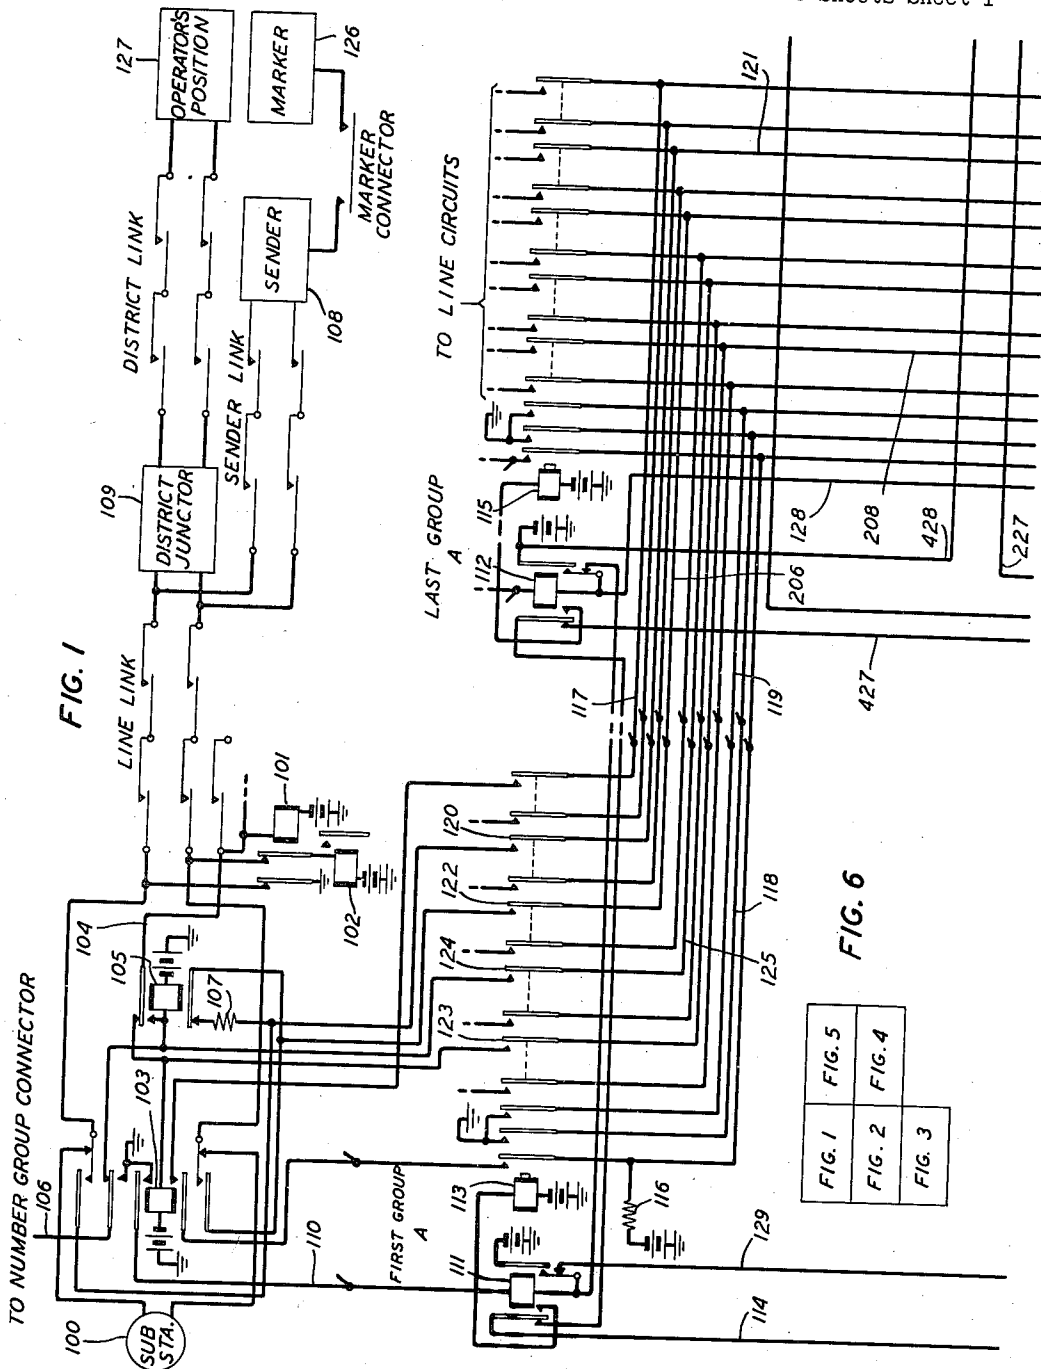 Sheets Sheet 1
FIG. 1
127
OPERATOR'S
POSITION
126
MARKER
MARKER
CONNECTOR
DISTRICT LINK
SENDER
108
SENDER LINK
109
DISTRICT
JUNCTOR
LINE LINK
101
102
104
105
107
103
TO NUMBER GROUP CONNECTOR
106
100
SUB
STA.
110
TO LINE CIRCUITS
121
LAST GROUP
A
115
112
128
208
428
227
206
427
117
119
120
122
124
123
118
125
FIRST GROUP
A
113
111
116
129
114
FIG. 6
FIG. 1
FIG. 5
FIG. 2
FIG. 4
FIG. 3